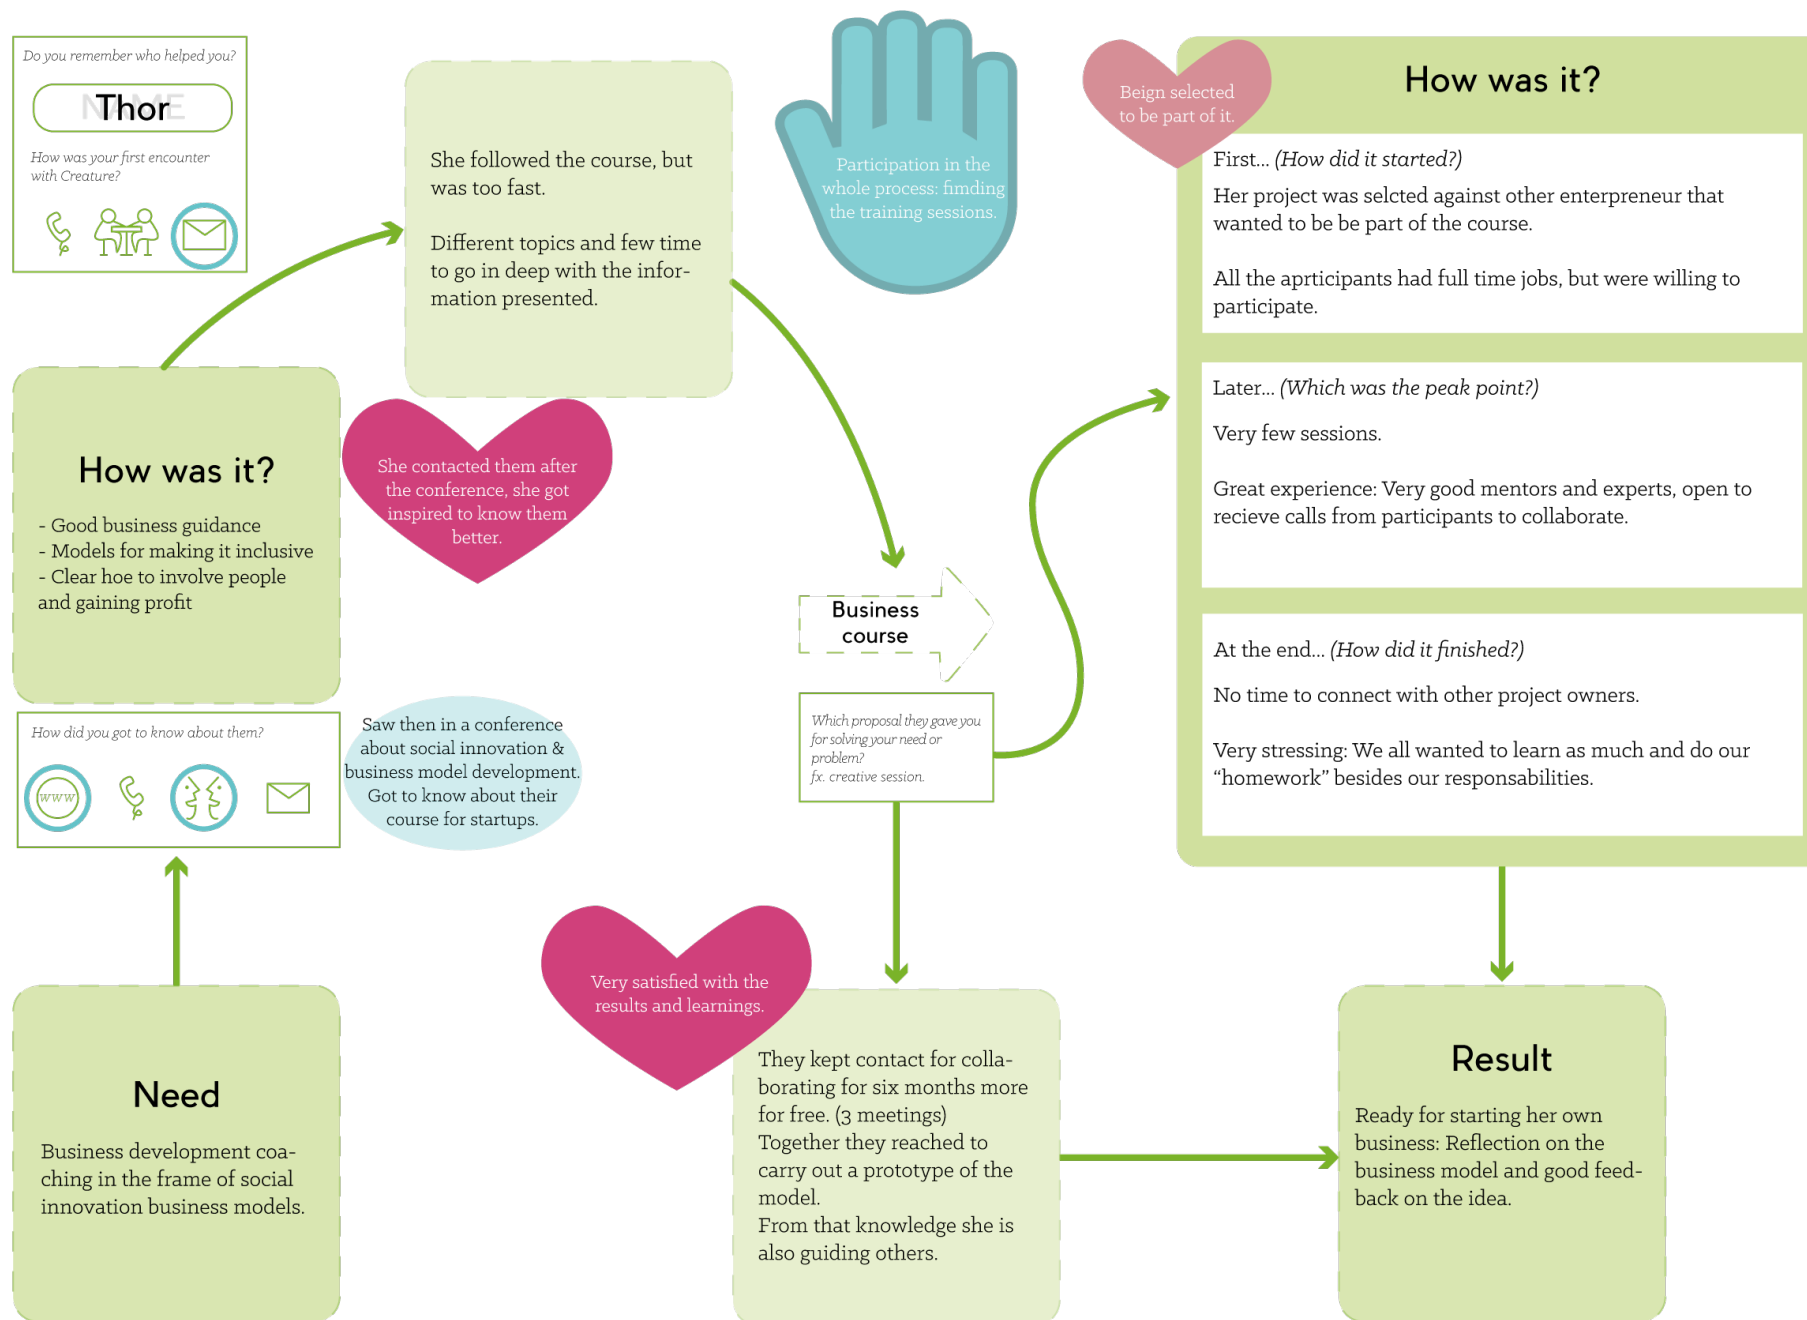 Do you remember who helped you?
NAME
Thor
How was your first encounter
with Creature?
She followed the course, but
was too fast.
Different topics and few time
to go in deep with the infor-
mation presented.
Participation in the
whole process: fimding
the training sessions.
Beign selected
to be part of it.
How was it?
First... (How did it started?)
Her project was selcted against other enterpreneur that
wanted to be be part of the course.
All the aprticipants had full time jobs, but were willing to
participate.
Later... (Which was the peak point?)
Very few sessions.
Great experience: Very good mentors and experts, open to
recieve calls from participants to collaborate.
At the end... (How did it finished?)
No time to connect with other project owners.
Very stressing: We all wanted to learn as much and do our
“homework” besides our responsabilities.
How was it?
- Good business guidance
- Models for making it inclusive
- Clear hoe to involve people
and gaining profit
She contacted them after
the conference, she got
inspired to know them
better.
Business
course
How did you got to know about them?
www
Saw then in a conference
about social innovation &
business model development.
Got to know about their
course for startups.
Which proposal they gave you
for solving your need or
problem?
fx. creative session.
Need
Business development coa-
ching in the frame of social
innovation business models.
Very satisfied with the
results and learnings.
They kept contact for colla-
borating for six months more
for free. (3 meetings)
Together they reached to
carry out a prototype of the
model.
From that knowledge she is
also guiding others.
Result
Ready for starting her own
business: Reflection on the
business model and good feed-
back on the idea.